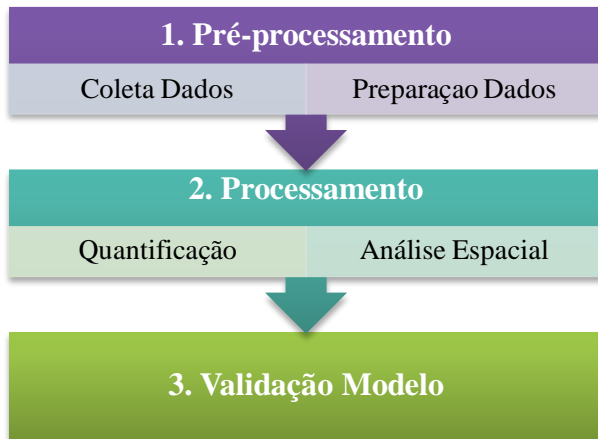 1. Pré-processamento
Coleta Dados Preparaçao Dados
2. Processamento
Quantificação Análise Espacial
3. Validação Modelo